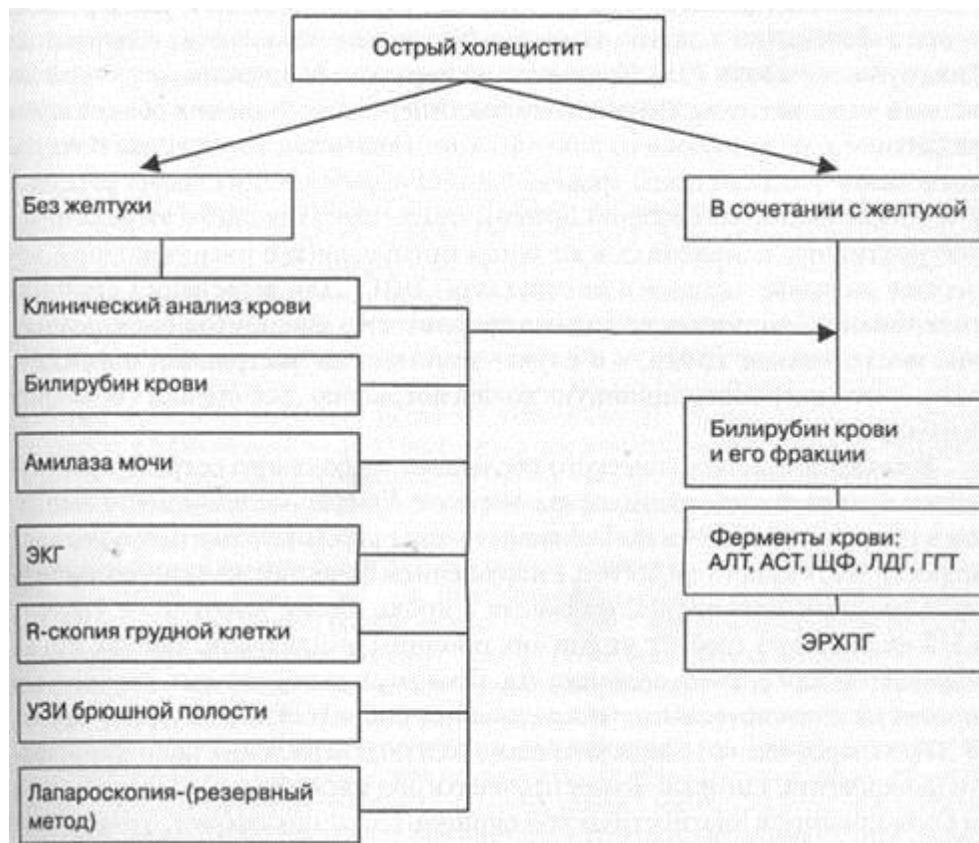 Острый холецистит
Без желтухи
В сочетании с желтухой
Клинический анализ крови
Билирубин крови
Амилаза мочи
ЭКГ
R-скопия грудной клетки
УЗИ брюшной полости
Лапароскопия-(резервный
метод)
Билирубин крови
и его фракции
Ферменты крови:
АЛТ, АСТ, ЩФ, ЛДГ, ГГТ
ЭРХПГ